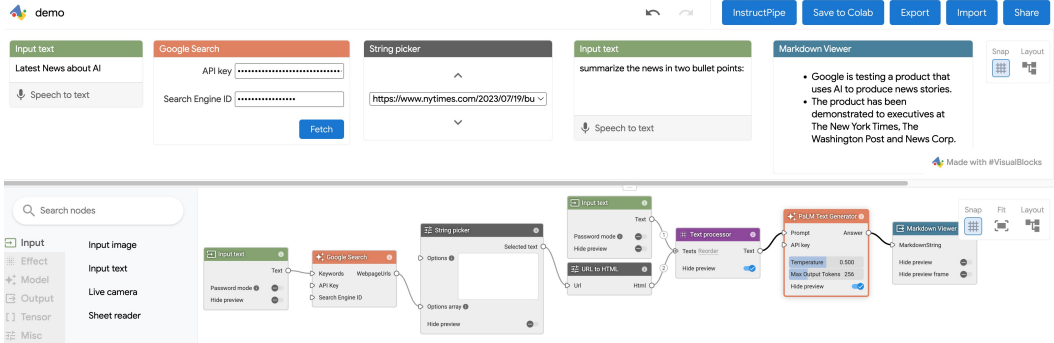 demo
InstructPipe
Save to Colab
Export
Import
Share
Input text
Latest News about AI
Speech to text
Google Search
API key
Search Engine ID
Fetch
String picker
https://www.nytimes.com/2023/07/19/bu
Input text
summarize the news in two bullet points:
Speech to text
Markdown Viewer
• Google is testing a product that
uses AI to produce news stories.
• The product has been
demonstrated to executives at
The New York Times, The
Washington Post and News Corp.
Snap Layout
Made with #VisualBlocks
Search nodes
Input
Effect
Model
Output
Tensor
Misc
Input image
Input text
Live camera
Sheet reader
Input text
Text
Password mode
Hide preview
Google Search
Keywords WebpageUrls
API Key
Search Engine ID
String picker
Selected text
Options
Options array
Hide preview
Input text
Text
Password mode
Hide preview
URL to HTML
Url Html
1
2
Text processor
Texts Reorder Text
Hide preview
PaLM Text Generator
Prompt Answer
API key
Temperature 0.500
Max Output Tokens 256
Hide preview
Markdown Viewer
MarkdownString
Hide preview
Hide preview frame
Snap Fit Layout